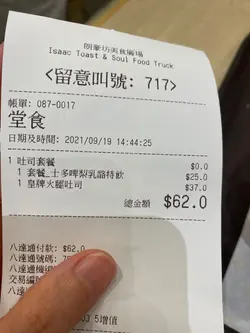 朗豪坊美食廣場
Isaac Toast & Soul Food Truck
<留意叫號: 717>
帳單: 087-0017
堂食
日期及時間: 2021/09/19 14:44:25
1 吐司套餐 $0.0
1 套餐_士多啤梨乳酪特飲 $25.0
1 皇牌火腿吐司 $37.0
總金額 $62.0
八達通付款: $62.0
八達通號碼:
八達通機
交易編
八達
5增值